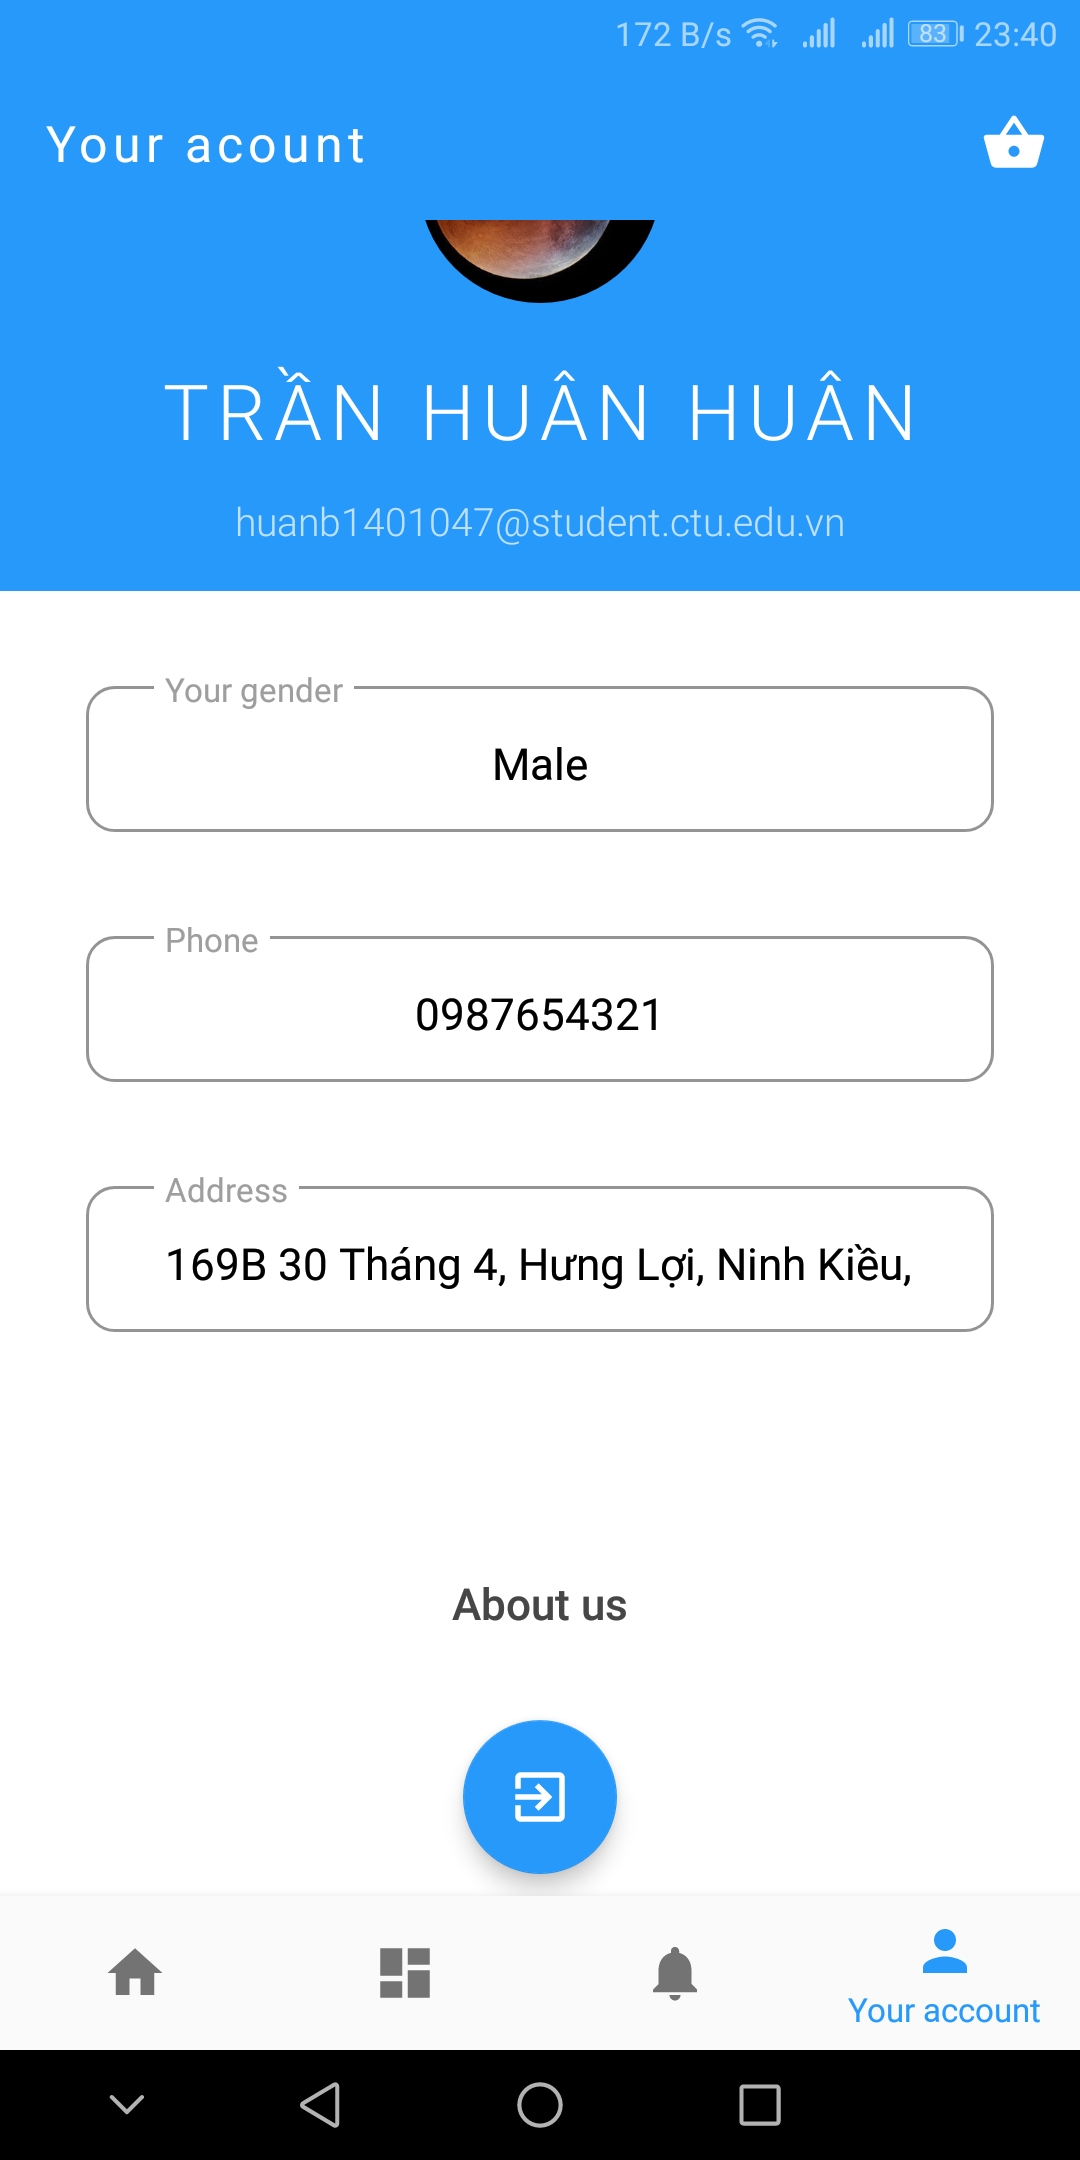 172 B/s 83 23:40
Your acount
TRẦN HUÂN HUÂN
huanb1401047@student.ctu.edu.vn
Your gender
Male
Phone
0987654321
Address
169B 30 Tháng 4, Hưng Lợi, Ninh Kiều,
About us
Your account